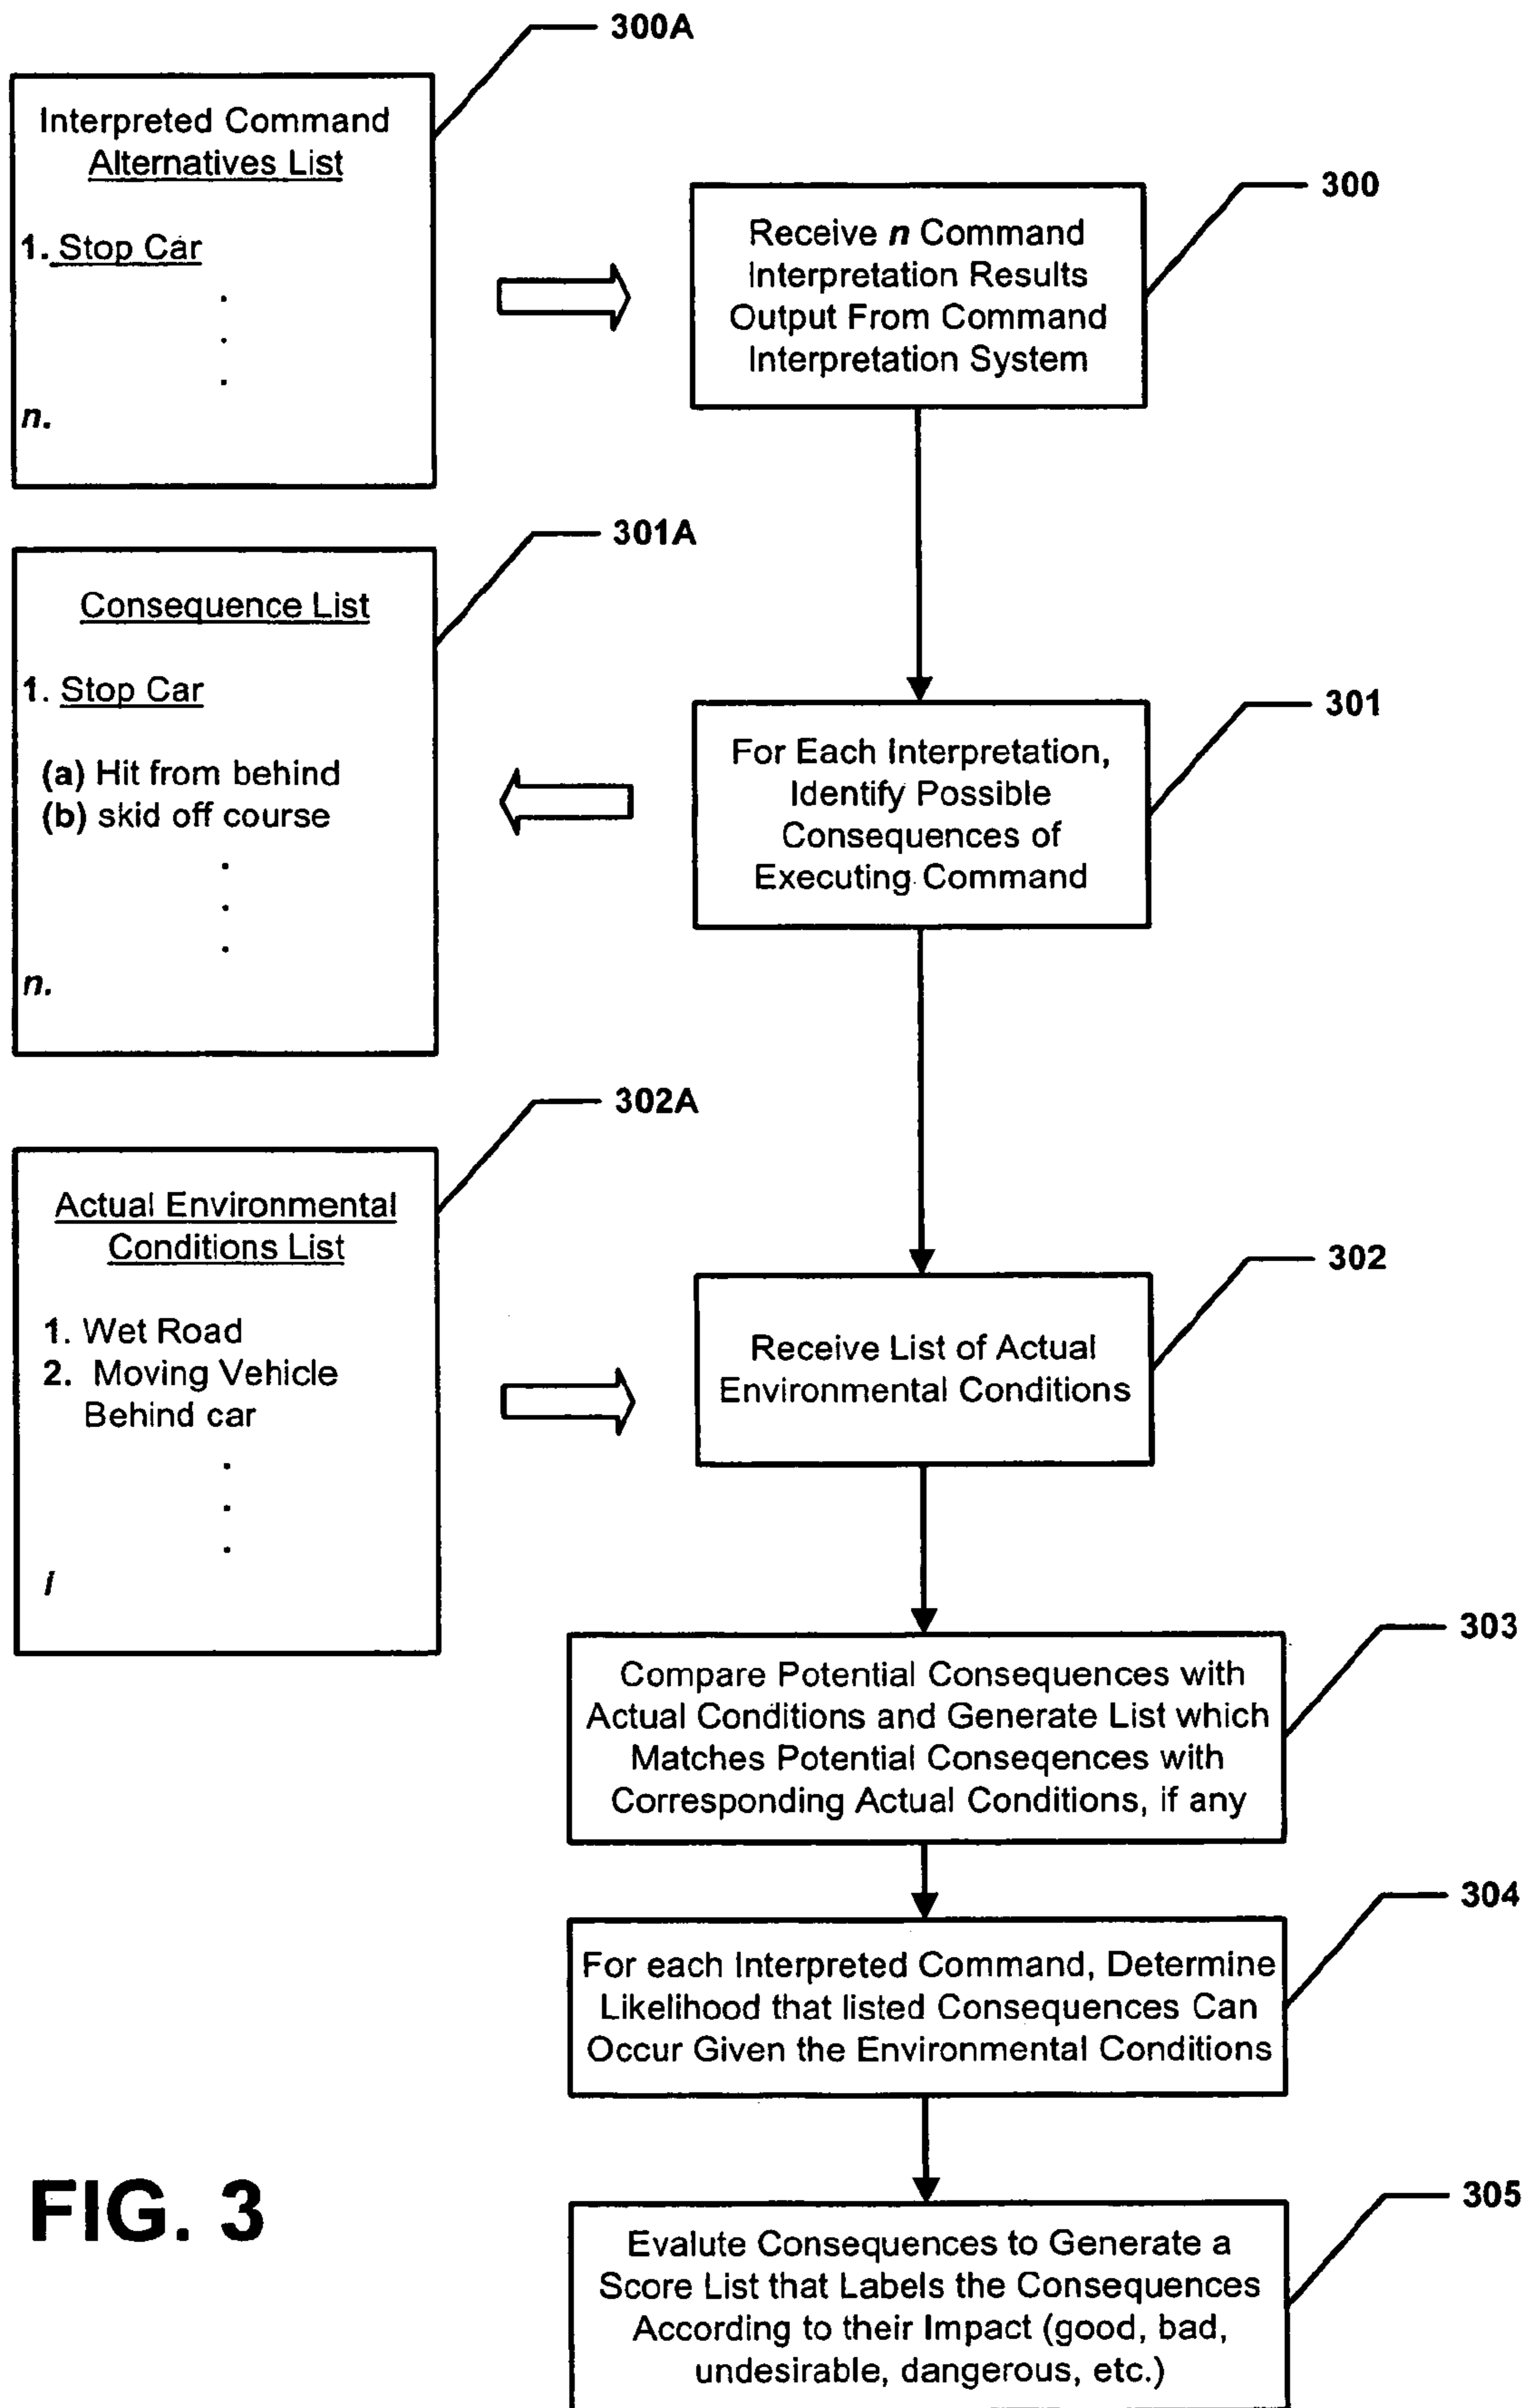 300A
Interpreted Command
Alternatives List
1. Stop Car
.
.
.
n.
300
Receive n Command
Interpretation Results
Output From Command
Interpretation System
301A
Consequence List
1. Stop Car
(a) Hit from behind
(b) skid off course
.
.
.
n.
301
For Each Interpretation,
Identify Possible
Consequences of
Executing Command
302A
Actual Environmental
Conditions List
1. Wet Road
2. Moving Vehicle
Behind car
.
.
.
i
302
Receive List of Actual
Environmental Conditions
303
Compare Potential Consequences with
Actual Conditions and Generate List which
Matches Potential Conseqences with
Corresponding Actual Conditions, if any
304
For each Interpreted Command, Determine
Likelihood that listed Consequences Can
Occur Given the Environmental Conditions
305
Evalute Consequences to Generate a
Score List that Labels the Consequences
According to their Impact (good, bad,
undesirable, dangerous, etc.)
FIG. 3